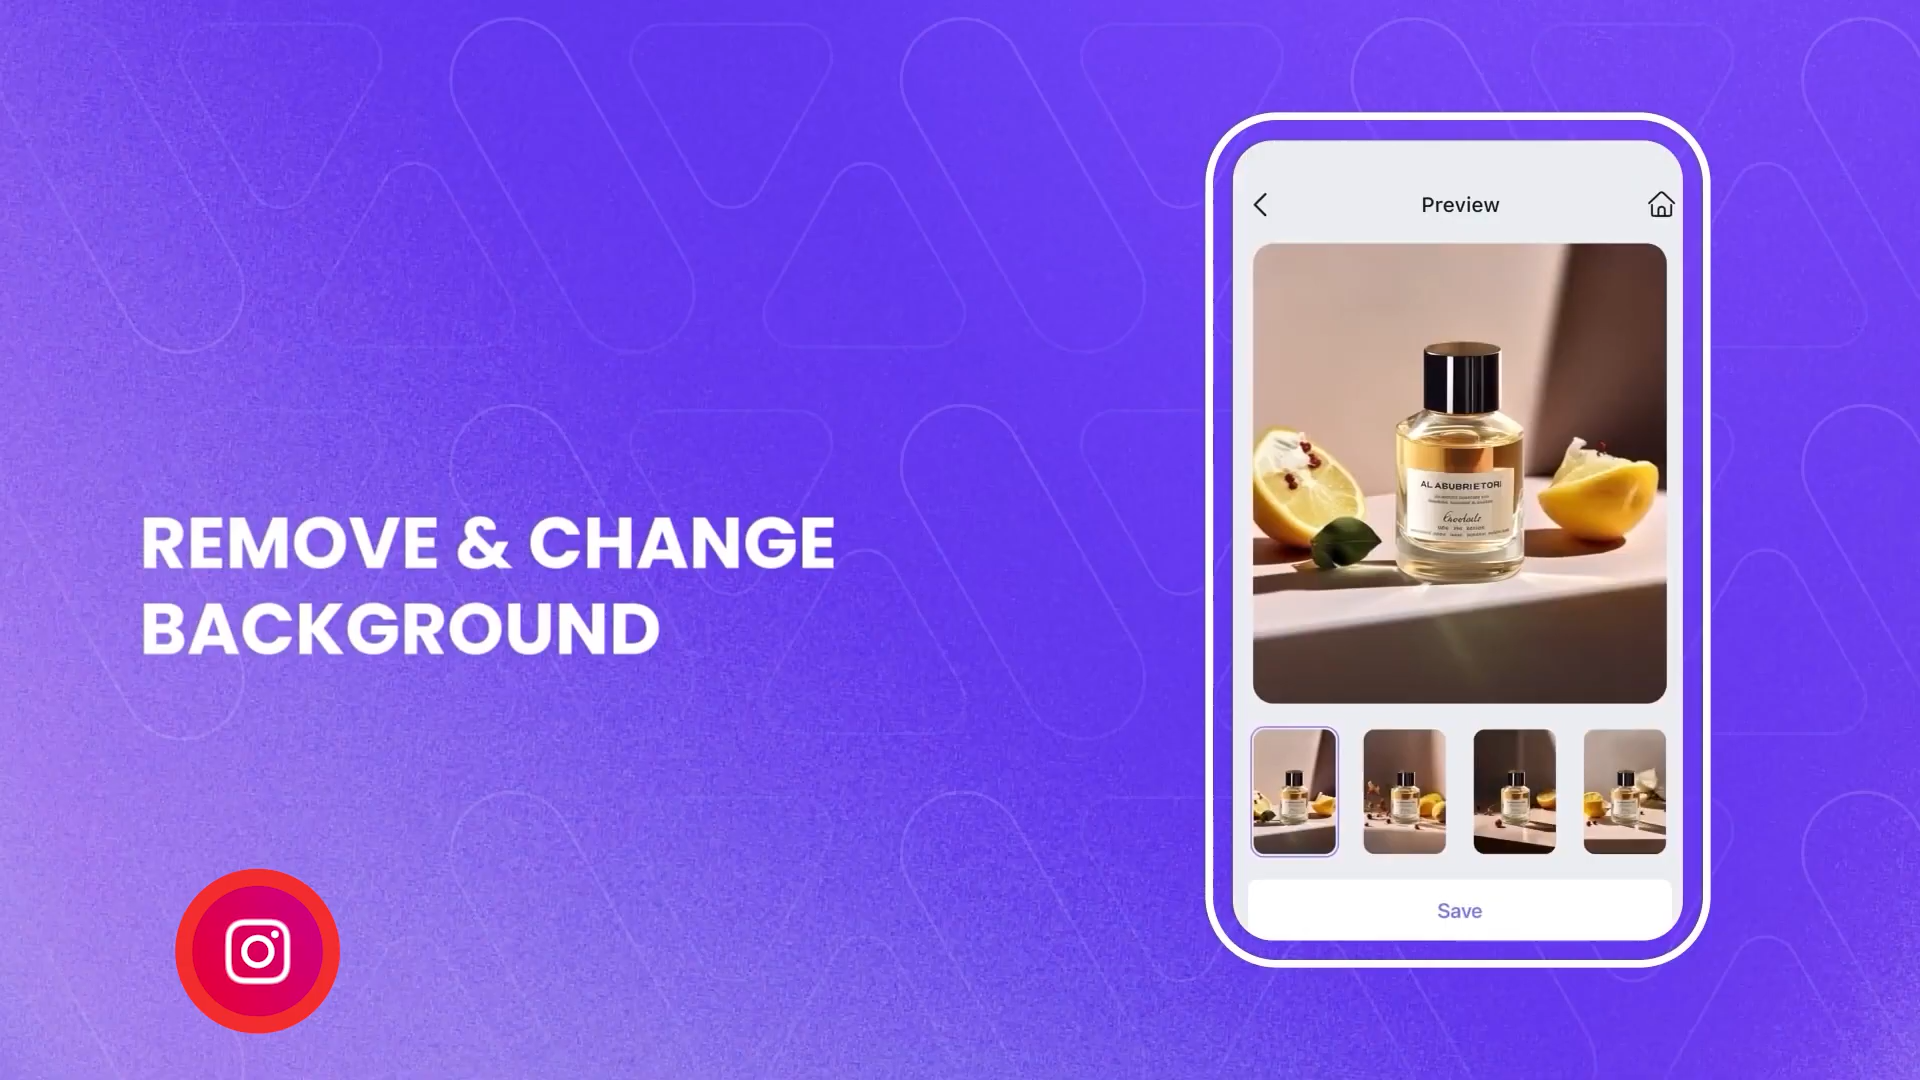 REMOVE & CHANGE
BACKGROUND
Preview
AL ABUBRIETORI
Save